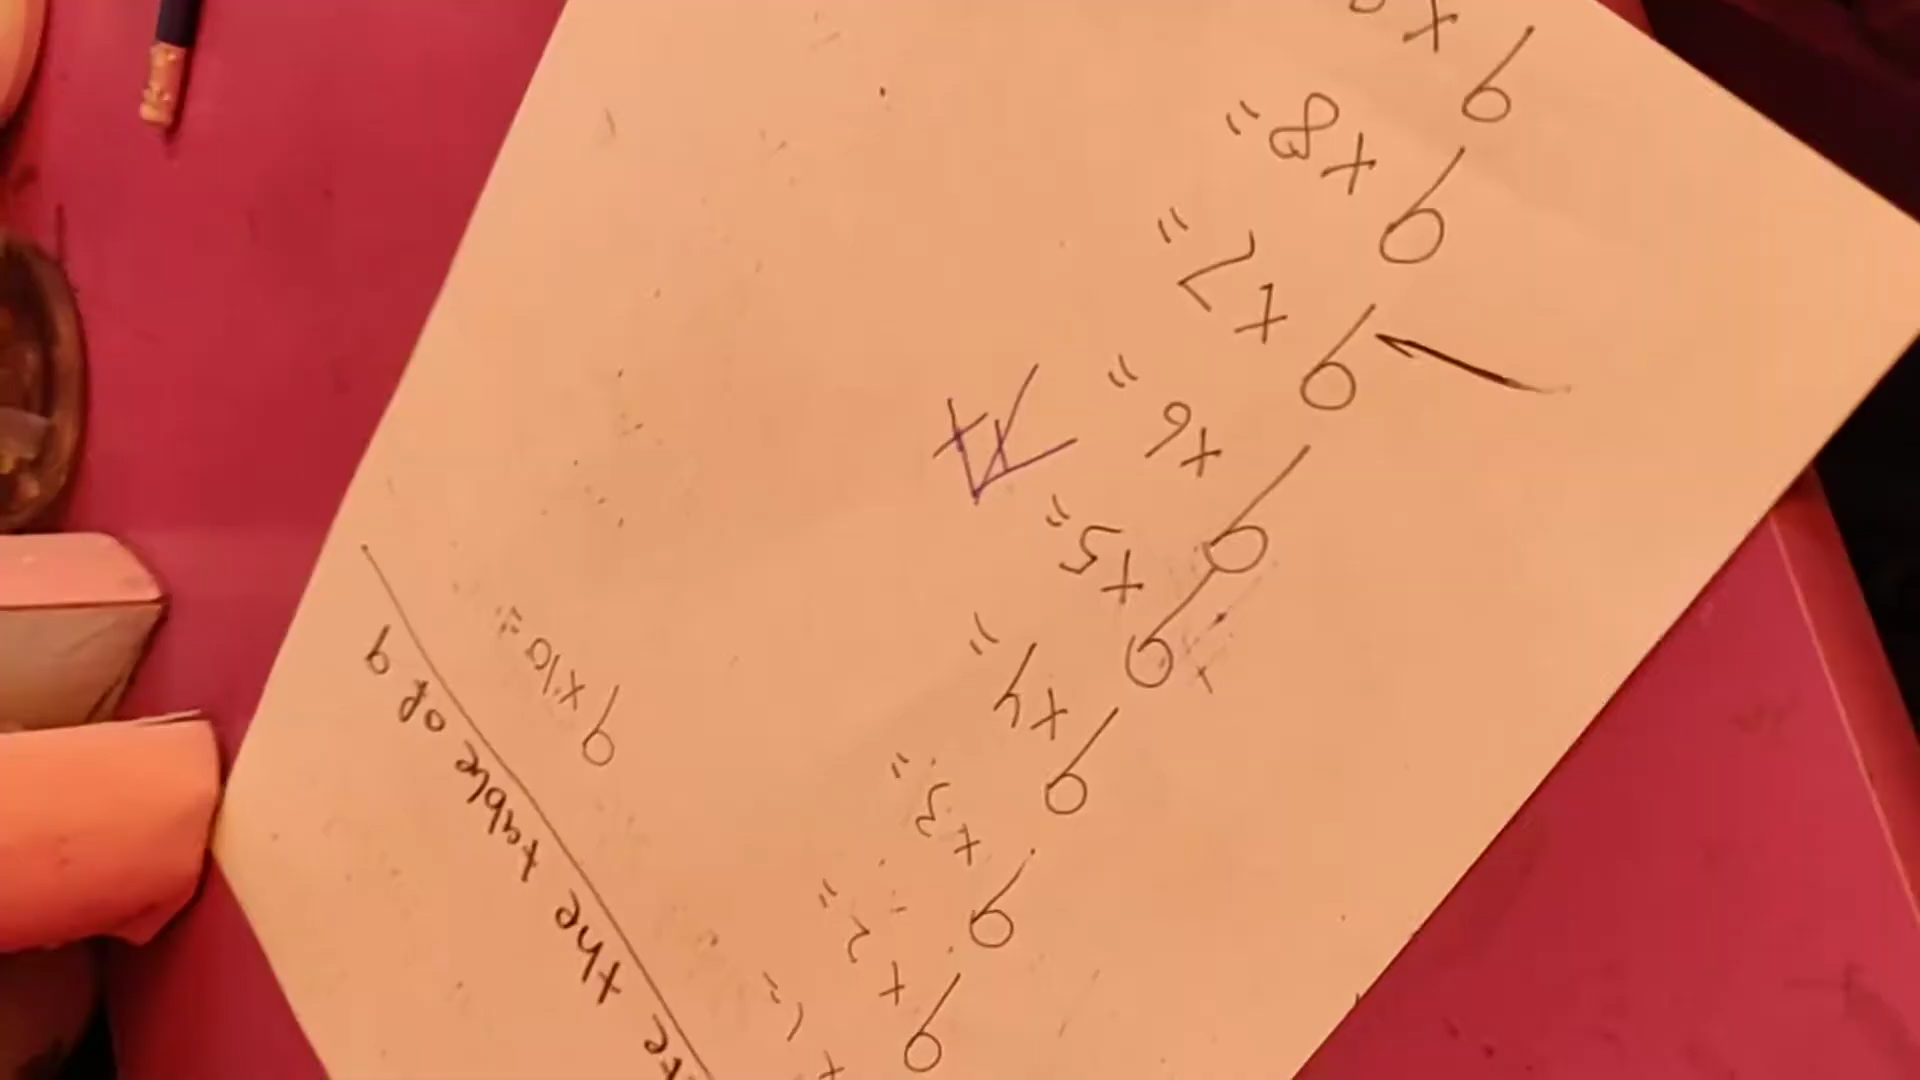 the table of 9
9 x 10 =
x 1 =
9 x 2 =
9 x 3 =
9 x 4 =
9 x 5 =
9 x 6 =
9 x 7 =
9 x 8 =
9 x